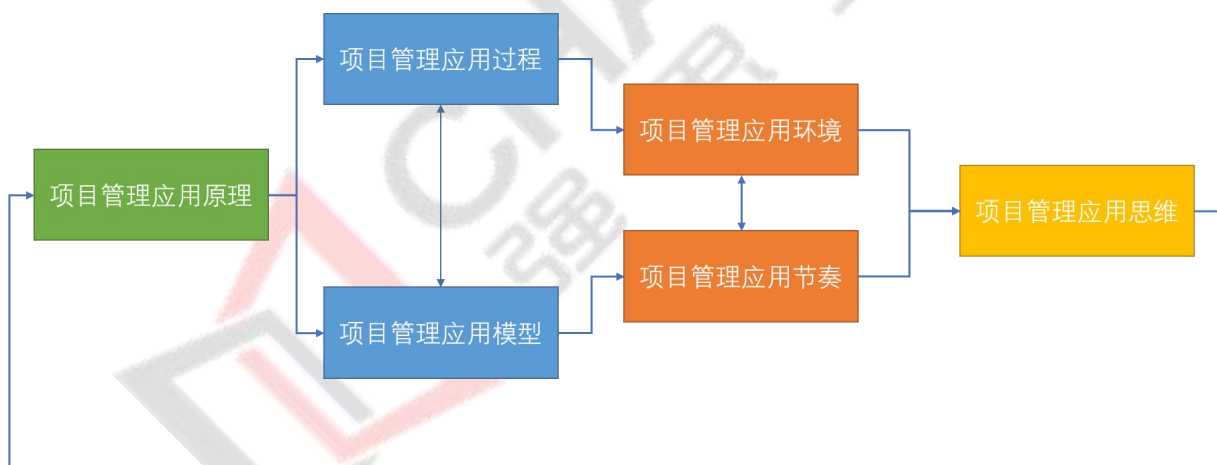 项目管理应用过程
项目管理应用环境
项目管理应用原理
项目管理应用思维
项目管理应用节奏
项目管理应用模型